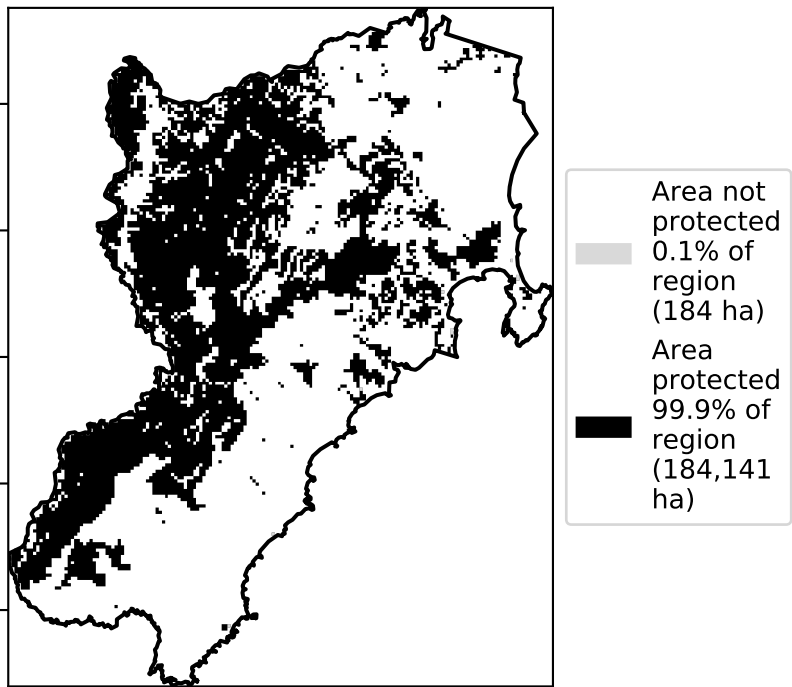 Area not
protected
0.1% of
region
(184 ha)
Area
protected
99.9% of
region
(184,141
ha)